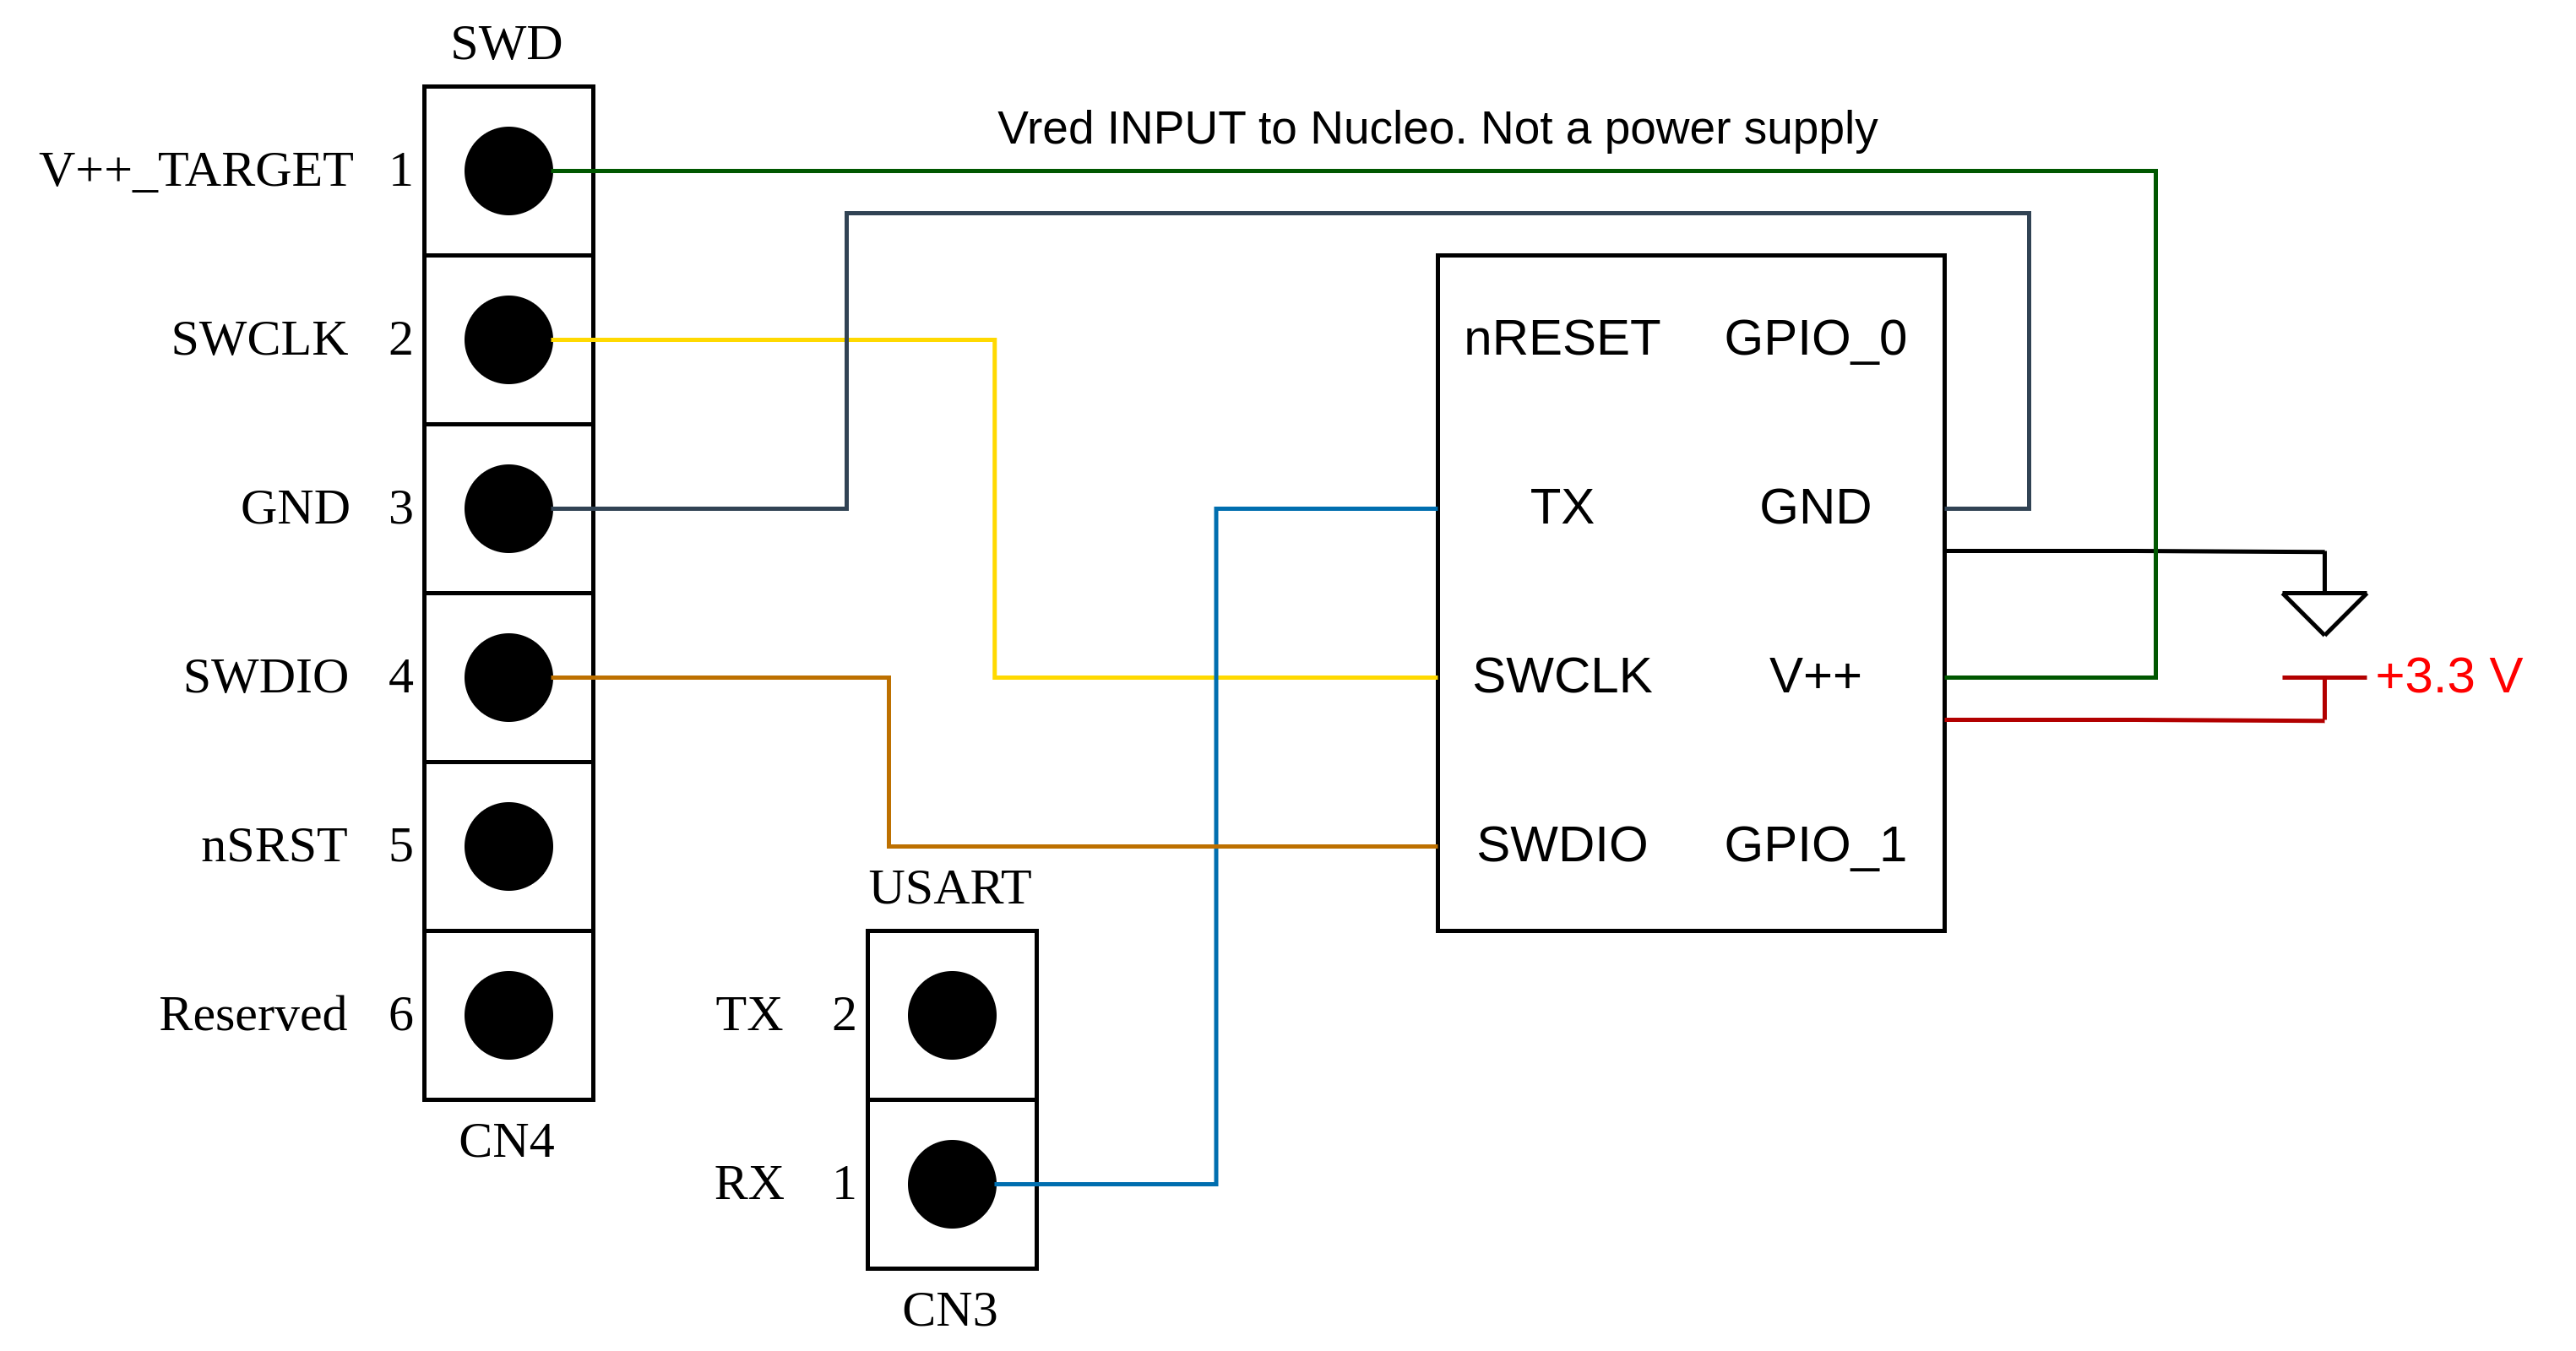 SWD
Vred INPUT to Nucleo. Not a power supply
V++_TARGET 1
SWCLK 2
GND 3
SWDIO 4
nSRST 5
Reserved 6
CN4
USART
TX 2
RX 1
CN3
nRESET GPIO_0
TX GND
SWCLK V++
SWDIO GPIO_1
+3.3 V